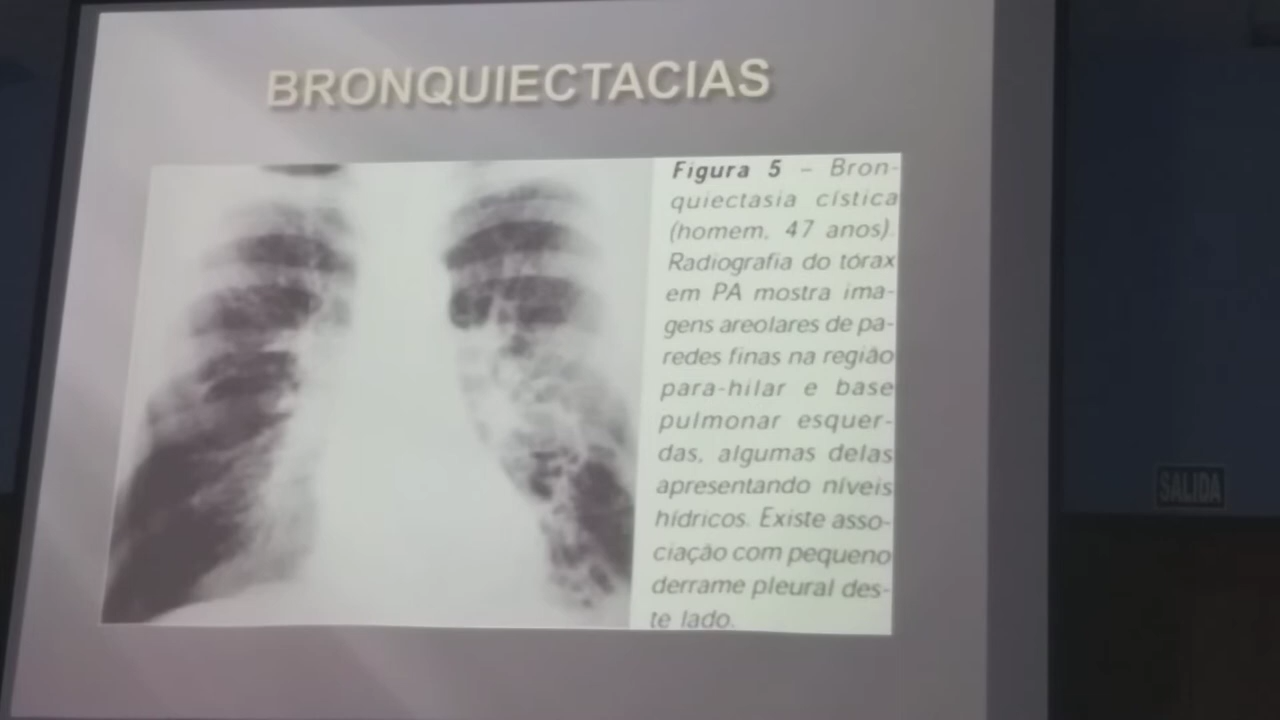 BRONQUIECTACIAS
Figura 5 – Bron-
quiectasia cística
(homem, 47 anos).
Radiografia do tórax
em PA mostra ima-
gens areolares de pa-
redes finas na região
para-hilar e base
pulmonar esquer-
das, algumas delas
apresentando níveis
hídricos. Existe asso-
ciação com pequeno
derrame pleural des-
te lado.
SALIDA